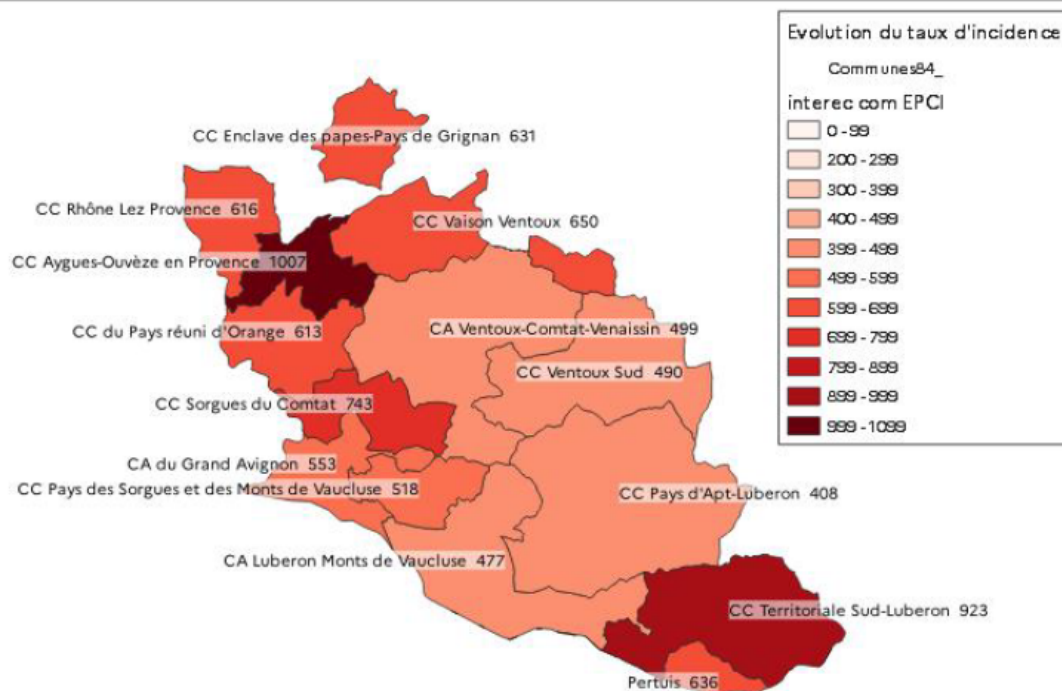 Evolution du taux d'incidence
Communes84_
interec com EPCI
0 - 99
200 - 299
300 - 399
400 - 499
399 - 499
499 - 599
599 - 699
699 - 799
799 - 899
899 - 999
999 - 1099
CC Enclave des papes-Pays de Grignan 631
CC Rhône Lez Provence 616
CC Vaison Ventoux 650
CC Aygues-Ouvèze en Provence 1007
CC du Pays réuni d'Orange 613
CA Ventoux-Comtat-Venaissin 499
CC Ventoux Sud 490
CC Sorgues du Comtat 743
CA du Grand Avignon 553
CC Pays des Sorgues et des Monts de Vaucluse 518
CC Pays d'Apt-Luberon 408
CA Luberon Monts de Vaucluse 477
CC Territoriale Sud-Luberon 923
Pertuis 636